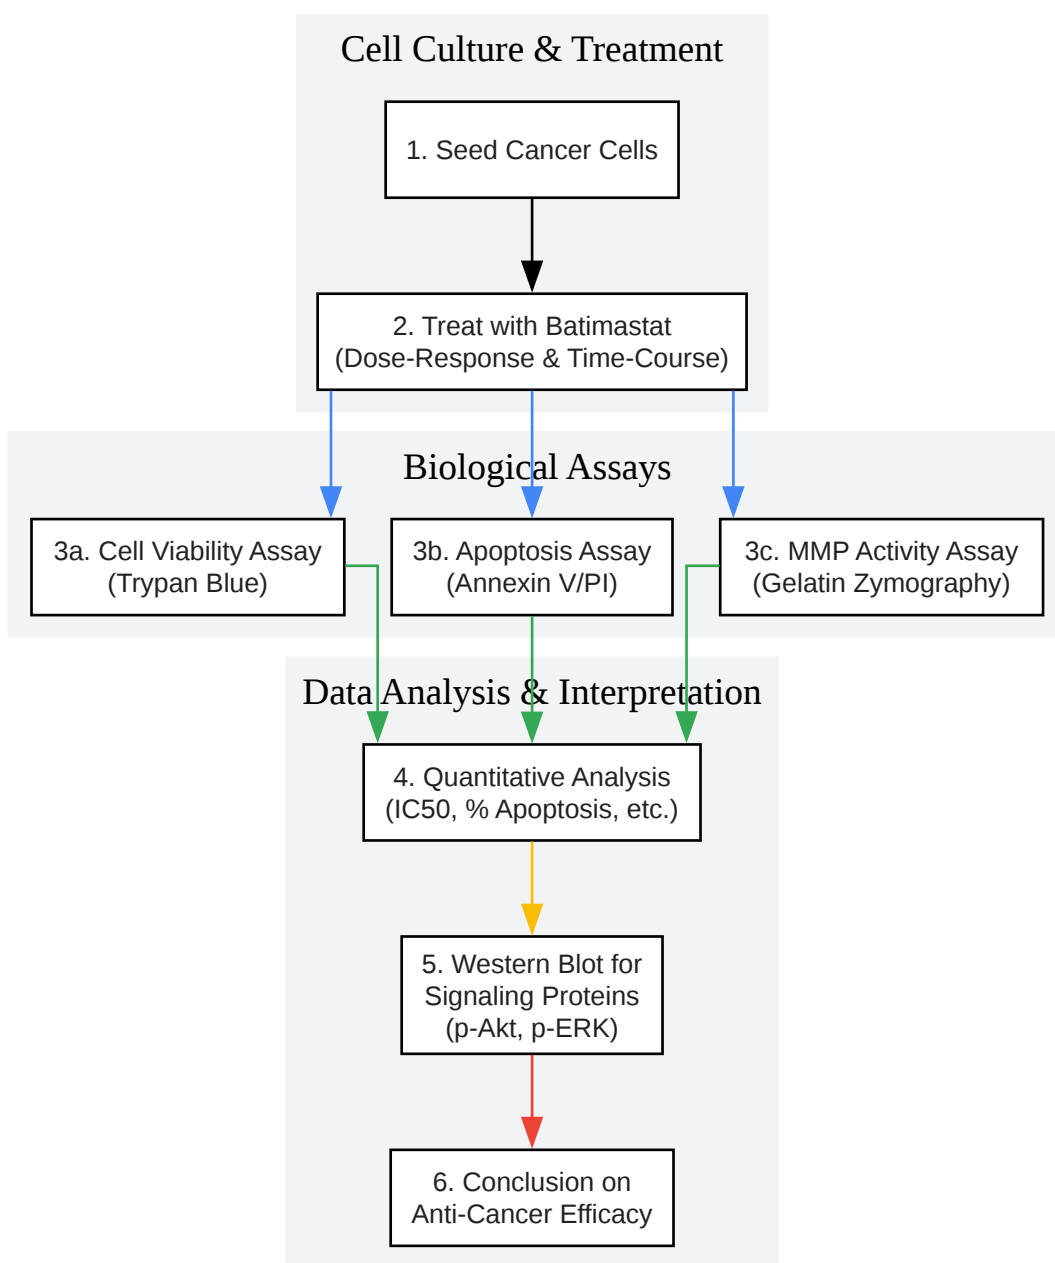 Cell Culture & Treatment
1. Seed Cancer Cells
2. Treat with Batimastat
(Dose-Response & Time-Course)
Biological Assays
3a. Cell Viability Assay
(Trypan Blue)
3b. Apoptosis Assay
(Annexin V/PI)
3c. MMP Activity Assay
(Gelatin Zymography)
Data Analysis & Interpretation
4. Quantitative Analysis
(IC50, % Apoptosis, etc.)
5. Western Blot for
Signaling Proteins
(p-Akt, p-ERK)
6. Conclusion on
Anti-Cancer Efficacy